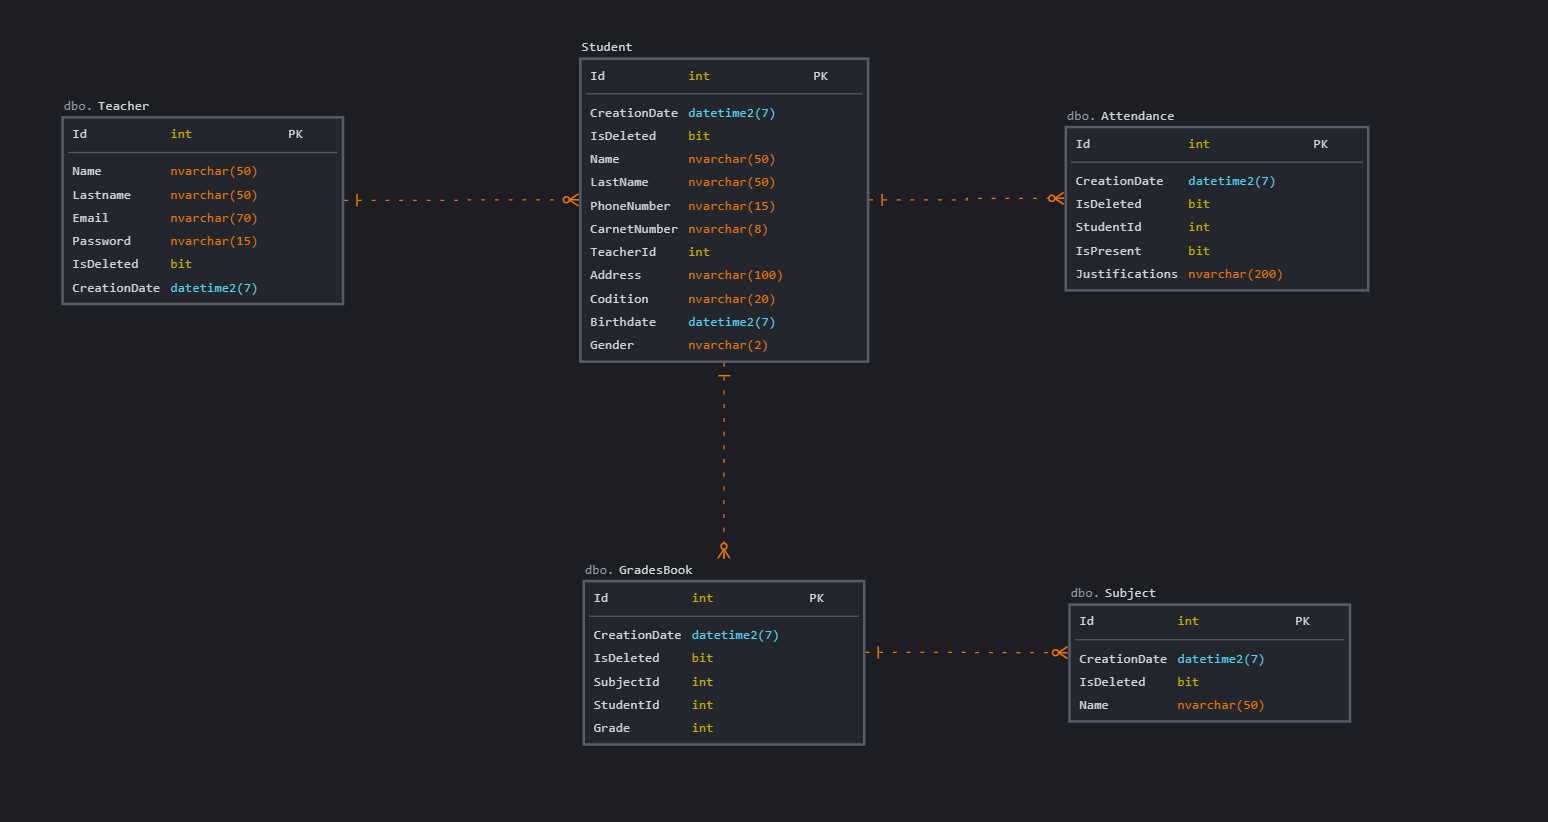 Student
Id int PK
CreationDate datetime2(7)
IsDeleted bit
Name nvarchar(50)
LastName nvarchar(50)
PhoneNumber nvarchar(15)
CarnetNumber nvarchar(8)
TeacherId int
Address nvarchar(100)
Codition nvarchar(20)
Birthdate datetime2(7)
Gender nvarchar(2)
dbo. Teacher
Id int PK
Name nvarchar(50)
Lastname nvarchar(50)
Email nvarchar(70)
Password nvarchar(15)
IsDeleted bit
CreationDate datetime2(7)
dbo. Attendance
Id int PK
CreationDate datetime2(7)
IsDeleted bit
StudentId int
IsPresent bit
Justifications nvarchar(200)
dbo. GradesBook
Id int PK
CreationDate datetime2(7)
IsDeleted bit
SubjectId int
StudentId int
Grade int
dbo. Subject
Id int PK
CreationDate datetime2(7)
IsDeleted bit
Name nvarchar(50)